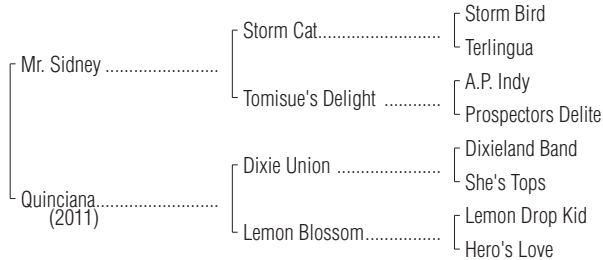 Storm Bird
Storm Cat......................
Terlingua
Mr. Sidney ......................
A.P. Indy
Tomisue's Delight ............
Prospectors Delite
Dixieland Band
Dixie Union ....................
She's Tops
Quinciana.......................
(2011)
Lemon Drop Kid
Lemon Blossom...............
Hero's Love